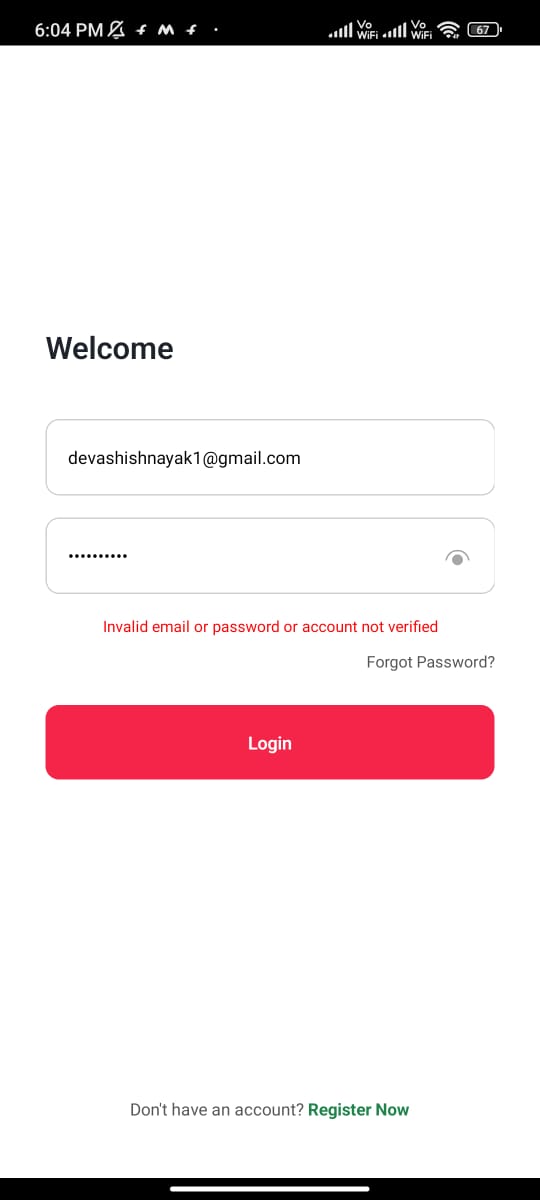 6:04 PM
Vo WiFi Vo WiFi 67
Welcome
devashishnayak1@gmail.com
••••••••••
Invalid email or password or account not verified
Forgot Password?
Login
Don't have an account? Register Now